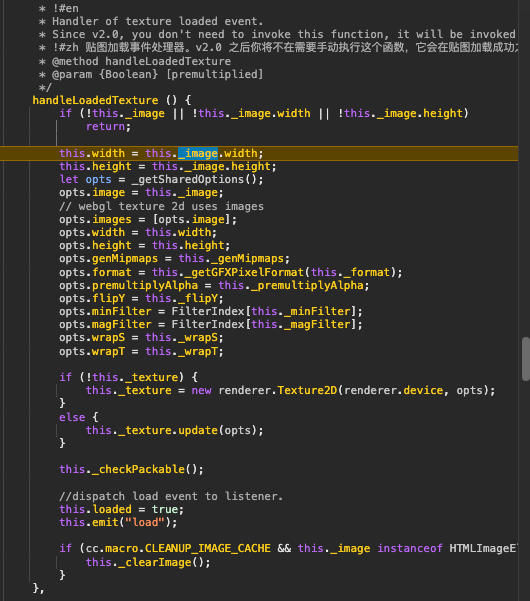 * !#en
* Handler of texture loaded event.
* Since v2.0, you don't need to invoke this function, it will be invoked
* !#zh 贴图加载事件处理器。v2.0 之后你将不在需要手动执行这个函数，它会在贴图加载成功之
* @method handleLoadedTexture
* @param {Boolean} [premultiplied]
*/
handleLoadedTexture () {
if (!this._image || !this._image.width || !this._image.height)
return;
this.width = this._image.width;
this.height = this._image.height;
let opts = _getSharedOptions();
opts.image = this._image;
// webgl texture 2d uses images
opts.images = [opts.image];
opts.width = this.width;
opts.height = this.height;
opts.genMipmaps = this._genMipmaps;
opts.format = this._getGFXPixelFormat(this._format);
opts.premultiplyAlpha = this._premultiplyAlpha;
opts.flipY = this._flipY;
opts.minFilter = FilterIndex[this._minFilter];
opts.magFilter = FilterIndex[this._magFilter];
opts.wrapS = this._wrapS;
opts.wrapT = this._wrapT;
if (!this._texture) {
this._texture = new renderer.Texture2D(renderer.device, opts);
}
else {
this._texture.update(opts);
}
this._checkPackable();
//dispatch load event to listener.
this.loaded = true;
this.emit("load");
if (cc.macro.CLEANUP_IMAGE_CACHE && this._image instanceof HTMLImageEl
this._clearImage();
}
},